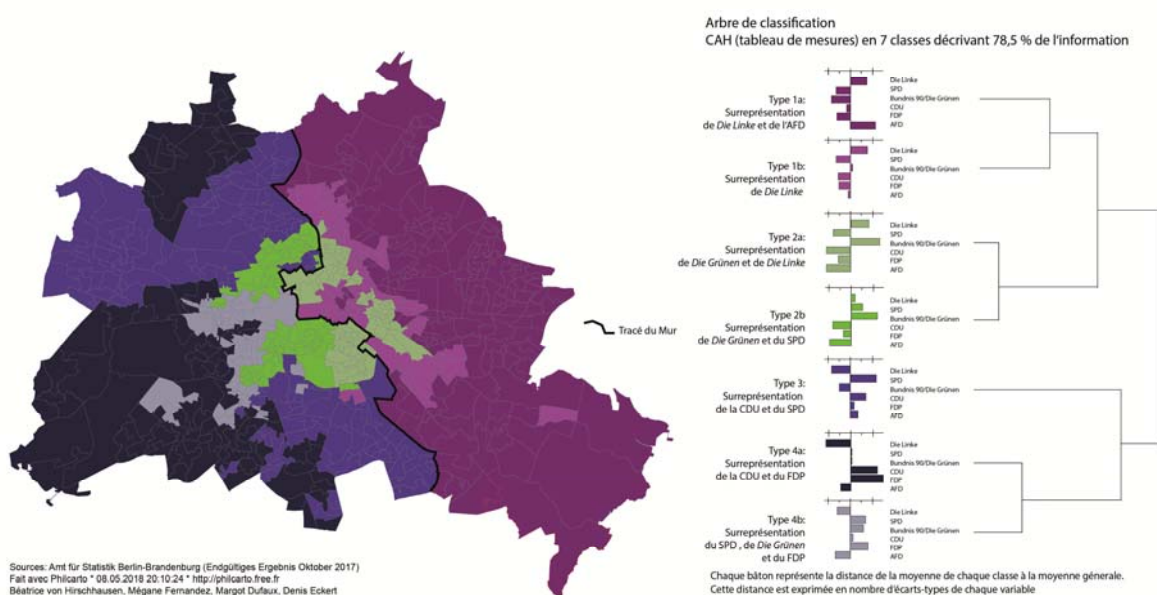 Arbre de classification
CAH (tableau de mesures) en 7 classes décrivant 78,5 % de l'information
Type 1a:
Surreprésentation
de Die Linke et de l'AFD
Die Linke
SPD
Bundnis 90/Die Grünen
CDU
FDP
AFD
Type 1b:
Surreprésentation
de Die Linke
Die Linke
SPD
Bundnis 90/Die Grünen
CDU
FDP
AFD
Type 2a:
Surreprésentation
de Die Grünen et de Die Linke
Die Linke
SPD
Bundnis 90/Die Grünen
CDU
FDP
AFD
Type 2b
Surreprésentation
de Die Grünen et du SPD
Die Linke
SPD
Bundnis 90/Die Grünen
CDU
FDP
AFD
Type 3:
Surreprésentation
de la CDU et du SPD
Die Linke
SPD
Bundnis 90/Die Grünen
CDU
FDP
AFD
Type 4a:
Surreprésentation
de la CDU et du FDP
Die Linke
SPD
Bundnis 90/Die Grünen
CDU
FDP
AFD
Type 4b:
Surreprésentation
du SPD , de Die Grünen
et du FDP
Die Linke
SPD
Bundnis 90/Die Grünen
CDU
FDP
AFD
Tracé du Mur
Sources: Amt für Statistik Berlin-Brandenburg (Endgültiges Ergebnis Oktober 2017)
Fait avec Philcarto * 08.05.2018 20:10:24 * http://philcarto.free.fr
Béatrice von Hirschhausen, Mégane Fernandez, Margot Dufaux, Denis Eckert
Chaque bâton représente la distance de la moyenne de chaque classe à la moyenne génerale.
Cette distance est exprimée en nombre d'écarts-types de chaque variable